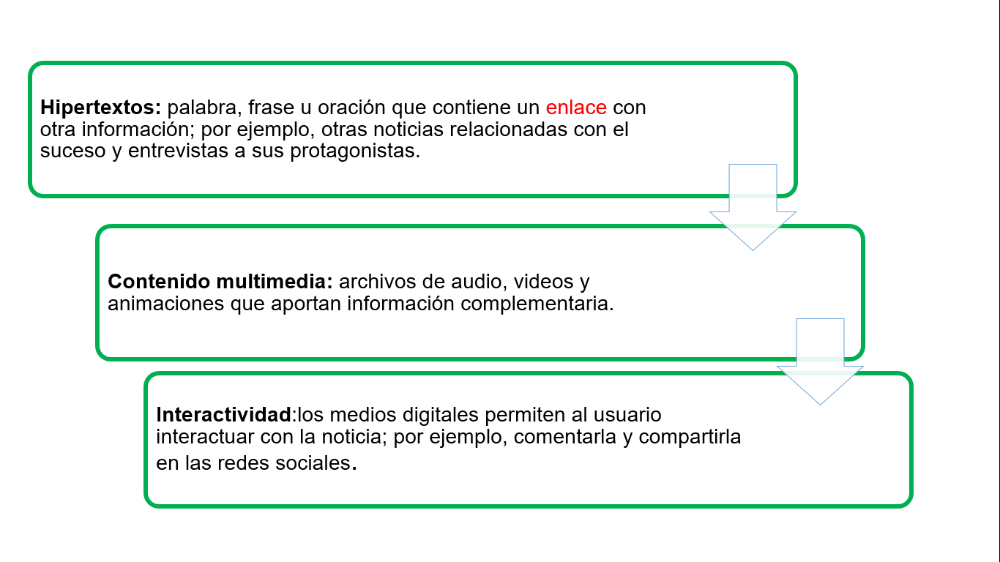 Hipertextos: palabra, frase u oración que contiene un enlace con
otra información; por ejemplo, otras noticias relacionadas con el
suceso y entrevistas a sus protagonistas.
Contenido multimedia: archivos de audio, videos y
animaciones que aportan información complementaria.
Interactividad:los medios digitales permiten al usuario
interactuar con la noticia; por ejemplo, comentarla y compartirla
en las redes sociales.